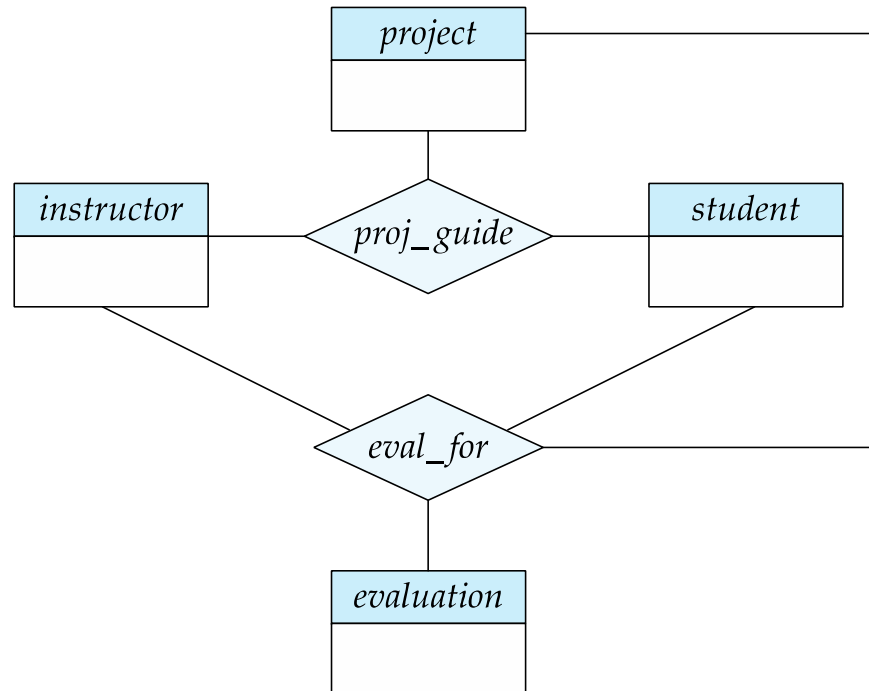 project
instructor
proj_guide
student
eval_for
evaluation